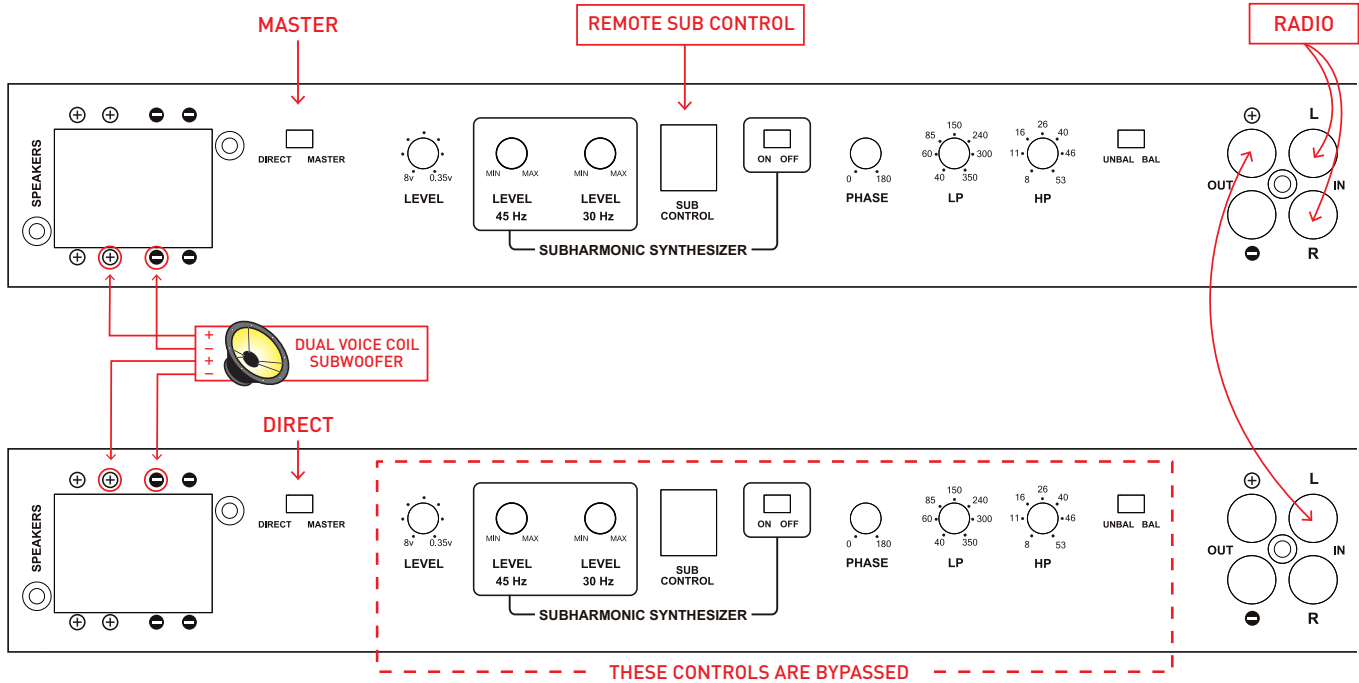 MASTER
REMOTE SUB CONTROL
RADIO
SPEAKERS
DIRECT MASTER
8v 0.35v
LEVEL
MIN MAX
LEVEL
45 Hz
MIN MAX
LEVEL
30 Hz
SUB
CONTROL
ON OFF
SUBHARMONIC SYNTHESIZER
0 180
PHASE
150
85 240
60 300
40 350
LP
26
16 40
11 46
8 53
HP
UNBAL BAL
L
OUT IN
R
+
−
+
−
DUAL VOICE COIL
SUBWOOFER
DIRECT
SPEAKERS
DIRECT MASTER
8v 0.35v
LEVEL
MIN MAX
LEVEL
45 Hz
MIN MAX
LEVEL
30 Hz
SUB
CONTROL
ON OFF
SUBHARMONIC SYNTHESIZER
0 180
PHASE
150
85 240
60 300
40 350
LP
26
16 40
11 46
8 53
HP
UNBAL BAL
L
OUT IN
R
THESE CONTROLS ARE BYPASSED